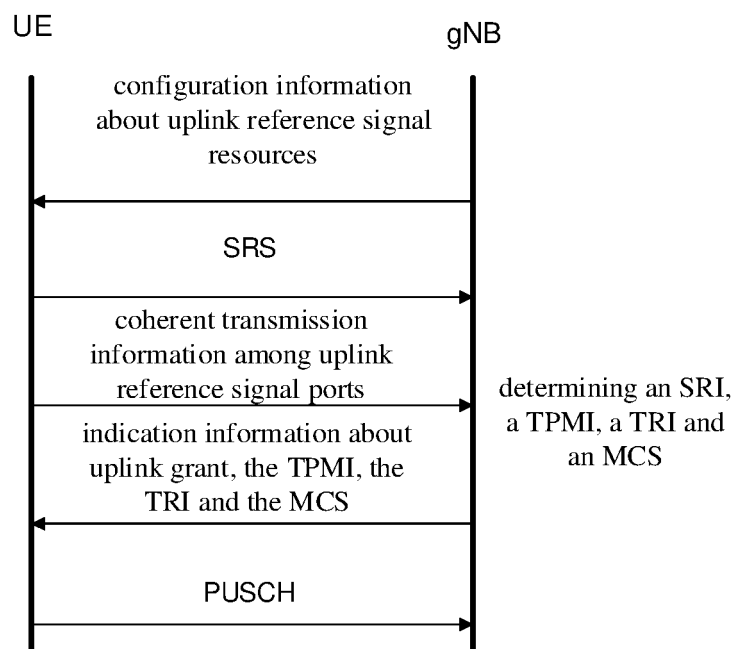 UE
gNB
configuration information
about uplink reference signal
resources
SRS
coherent transmission
information among uplink
reference signal ports
determining an SRI,
a TPMI, a TRI and
an MCS
indication information about
uplink grant, the TPMI, the
TRI and the MCS
PUSCH